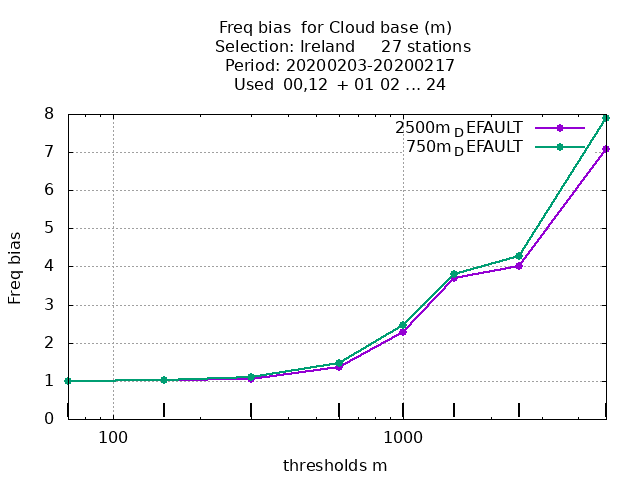 Freq bias  for Cloud base (m)
Selection: Ireland     27 stations
Period: 20200203-20200217
Used  00,12  + 01 02 ... 24
2500m_DEFAULT
750m_DEFAULT
8
7
6
5
4
3
2
1
0
Freq bias
100
1000
thresholds m